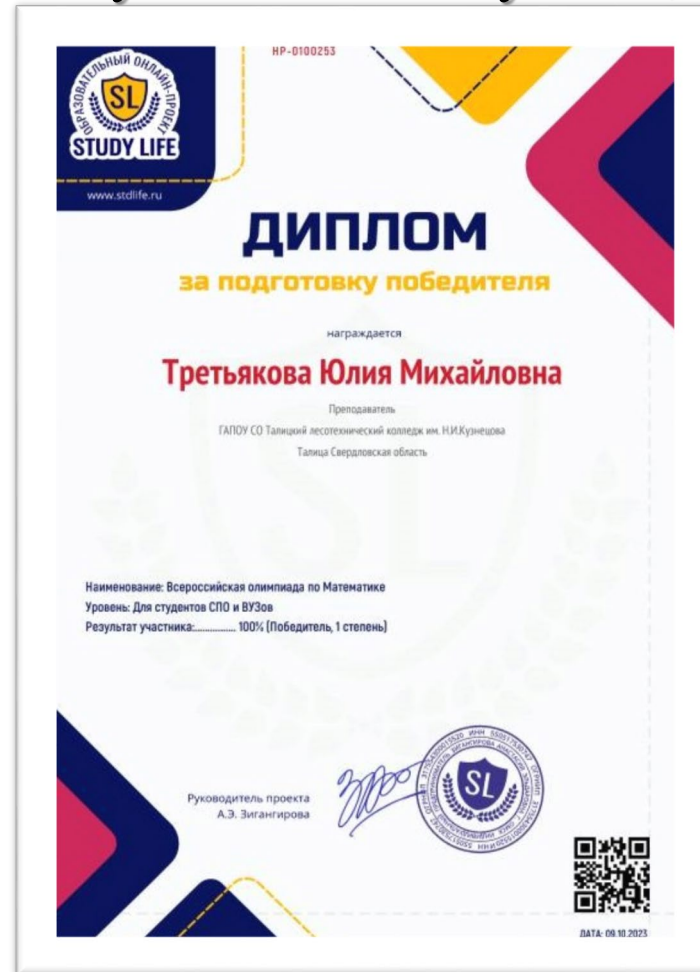 HP-0100253
ОБРАЗОВАТЕЛЬНЫЙ ОНЛАЙН-ПРОЕКТ
SL
STUDY LIFE
www.stdlife.ru
ДИПЛОМ
за подготовку победителя
награждается
Третьякова Юлия Михайловна
Преподаватель
ГАПОУ СО Талицкий лесотехнический колледж им. Н.И.Кузнецова
Талица Свердловская область
Наименование: Всероссийская олимпиада по Математике
Уровень: Для студентов СПО и ВУЗов
Результат участника:................ 100% (Победитель, 1 степень)
Руководитель проекта
А.Э. Зигангирова
SL
ДАТА: 09.10.2023